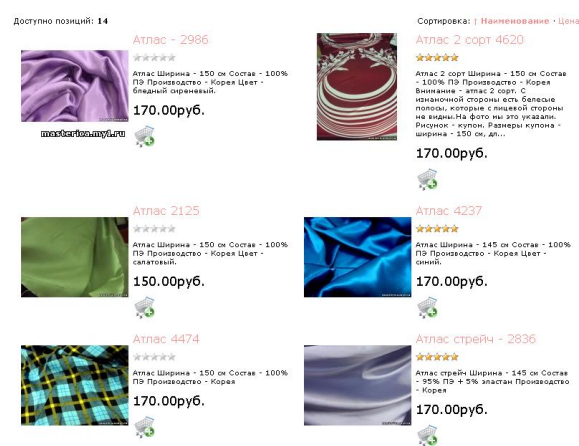 Доступно позиций: 14
Сортировка: ↑ Наименование · Цена
Атлас - 2986
Атлас Ширина - 150 см Состав - 100%
ПЭ Производство - Корея Цвет -
бледный сиреневый.
170.00руб.
masterica.my1.ru
Атлас 2 сорт 4620
Атлас 2 сорт Ширина - 150 см Состав
- 100% ПЭ Производство - Корея
Внимание - атлас 2 сорт. С
изнаночной стороны есть белесые
полосы, которые с лицевой стороны
не видны.На фото мы это указали.
Рисунок - купон. Размеры купона -
ширина - 150 см, дл...
170.00руб.
Атлас 2125
Атлас Ширина - 150 см Состав - 100%
ПЭ Производство - Корея Цвет -
салатовый.
150.00руб.
Атлас 4237
Атлас Ширина - 145 см Состав - 100%
ПЭ Производство - Корея Цвет -
синий.
170.00руб.
Атлас 4474
Атлас Ширина - 150 см Состав - 100%
ПЭ Производство - Корея
170.00руб.
Атлас стрейч - 2836
Атлас стрейч Ширина - 145 см Состав
- 95% ПЭ + 5% эластан Производство
- Корея
170.00руб.